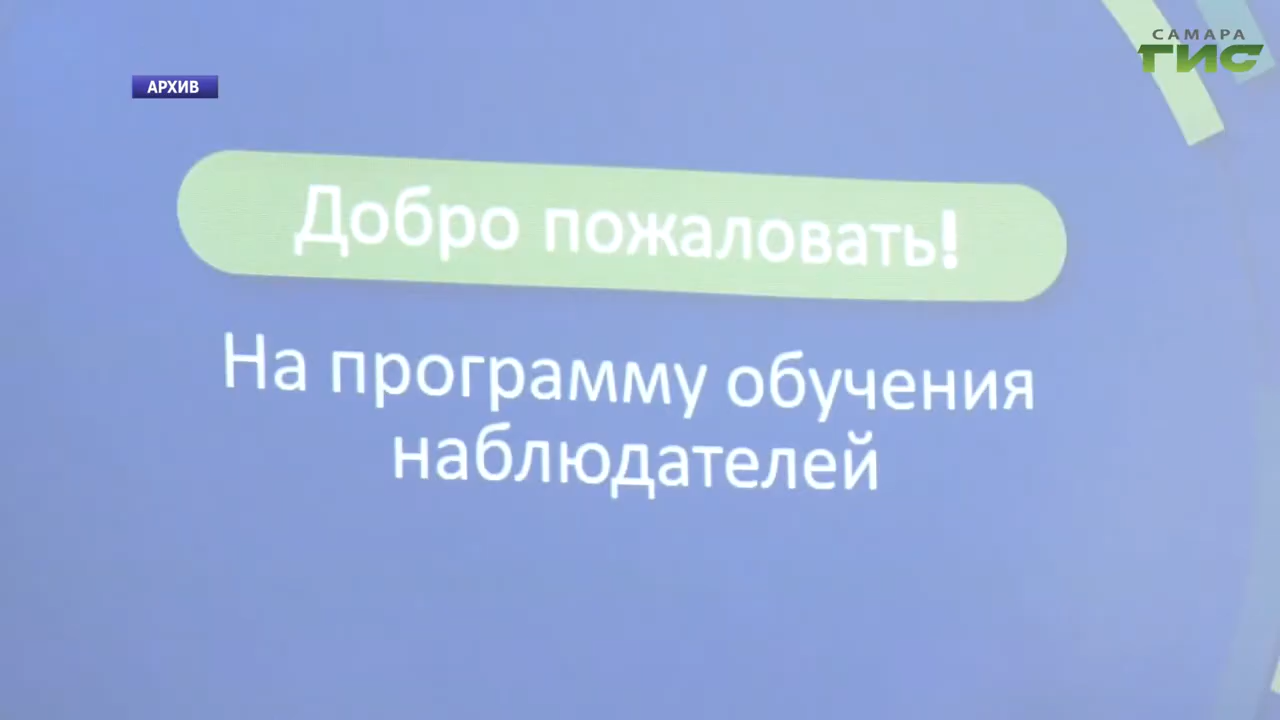 САМАРА
ГИС
АРХИВ
Добро пожаловать!
На программу обучения
наблюдателей